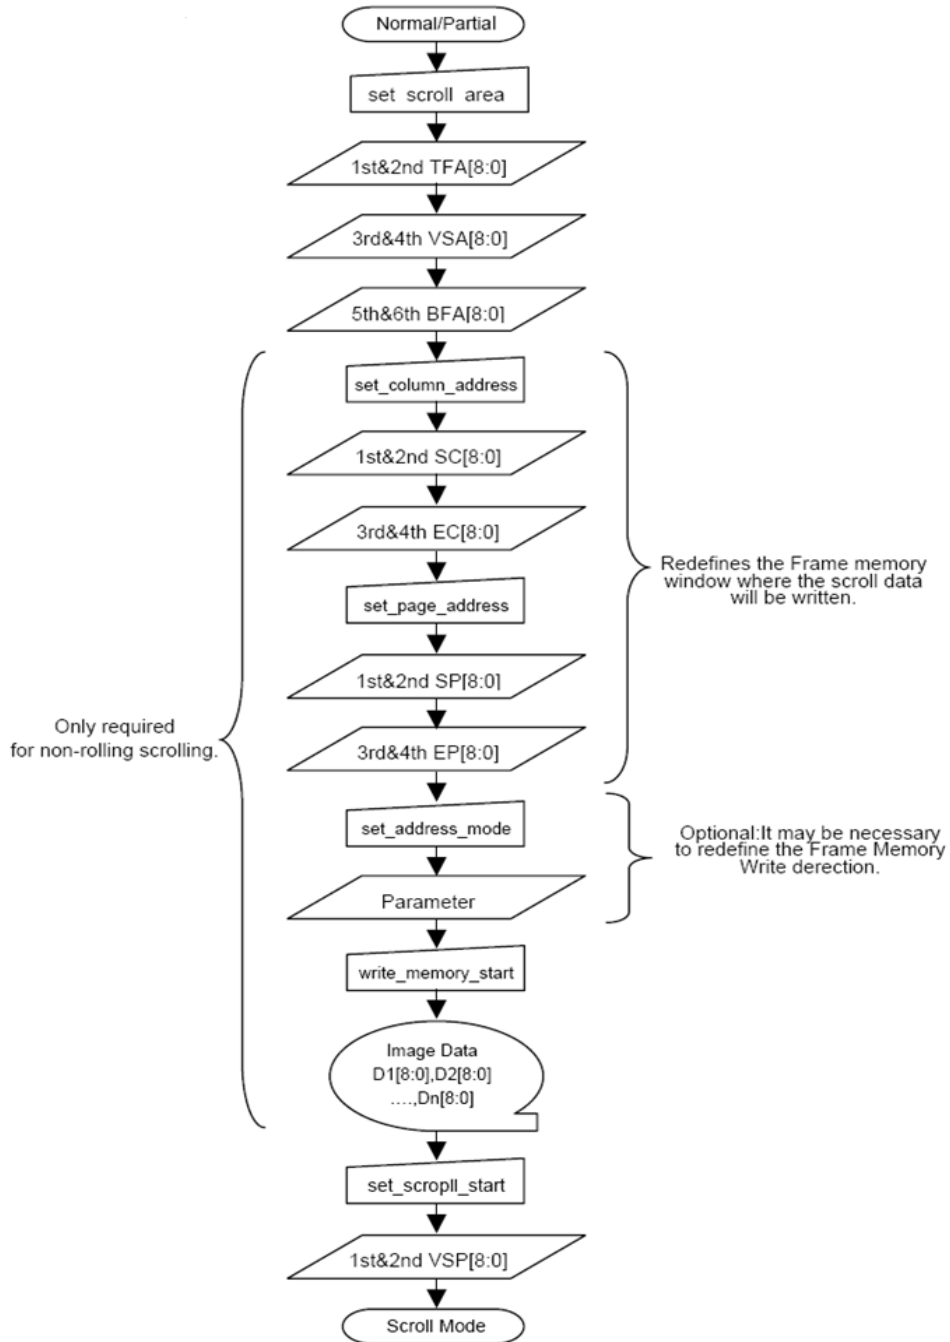 Normal/Partial
set scroll area
1st&2nd TFA[8:0]
3rd&4th VSA[8:0]
5th&6th BFA[8:0]
set_column_address
1st&2nd SC[8:0]
3rd&4th EC[8:0]
set_page_address
1st&2nd SP[8:0]
3rd&4th EP[8:0]
set_address_mode
Parameter
write_memory_start
Image Data
D1[8:0],D2[8:0]
....,Dn[8:0]
set_scropll_start
1st&2nd VSP[8:0]
Scroll Mode
Only required
for non-rolling scrolling.
Redefines the Frame memory
window where the scroll data
will be written.
Optional:It may be necessary
to redefine the Frame Memory
Write derection.